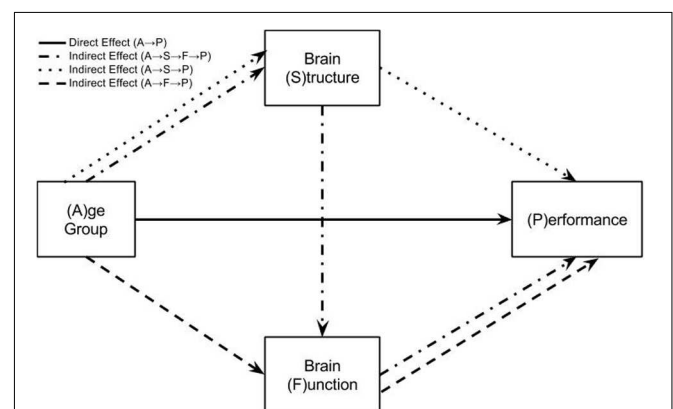 Direct Effect (A→P)
Indirect Effect (A→S→F→P)
Indirect Effect (A→S→P)
Indirect Effect (A→F→P)
Brain
(S)tructure
(A)ge
Group
(P)erformance
Brain
(F)unction